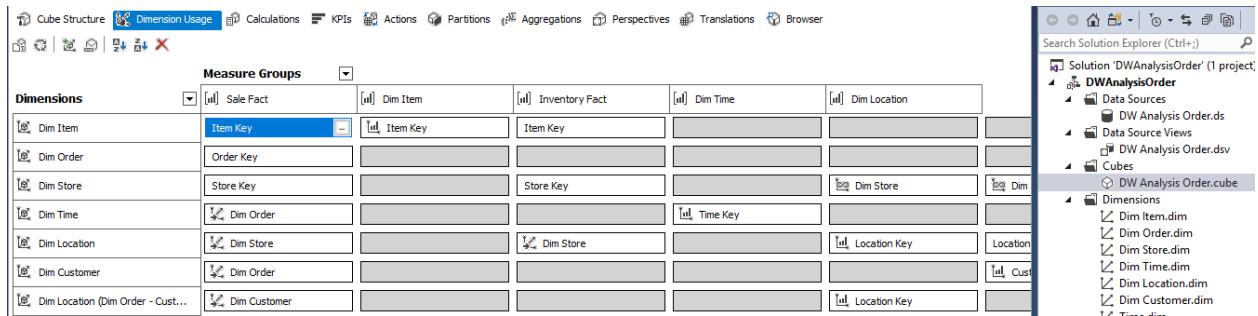 Cube Structure Dimension Usage Calculations KPIs Actions Partitions Aggregations Perspectives Translations Browser
Measure Groups
Dimensions Sale Fact Dim Item Inventory Fact Dim Time Dim Location
Dim Item Item Key ... Item Key Item Key
Dim Order Order Key
Dim Store Store Key Store Key Dim Store Dim
Dim Time Dim Order Time Key
Dim Location Dim Store Dim Store Location Key Location
Dim Customer Dim Order Cust
Dim Location (Dim Order - Cust... Dim Customer Location Key
Search Solution Explorer (Ctrl+;)
Solution 'DWAnalysisOrder' (1 project)
DWAnalysisOrder
Data Sources
DW Analysis Order.ds
Data Source Views
DW Analysis Order.dsv
Cubes
DW Analysis Order.cube
Dimensions
Dim Item.dim
Dim Order.dim
Dim Store.dim
Dim Time.dim
Dim Location.dim
Dim Customer.dim